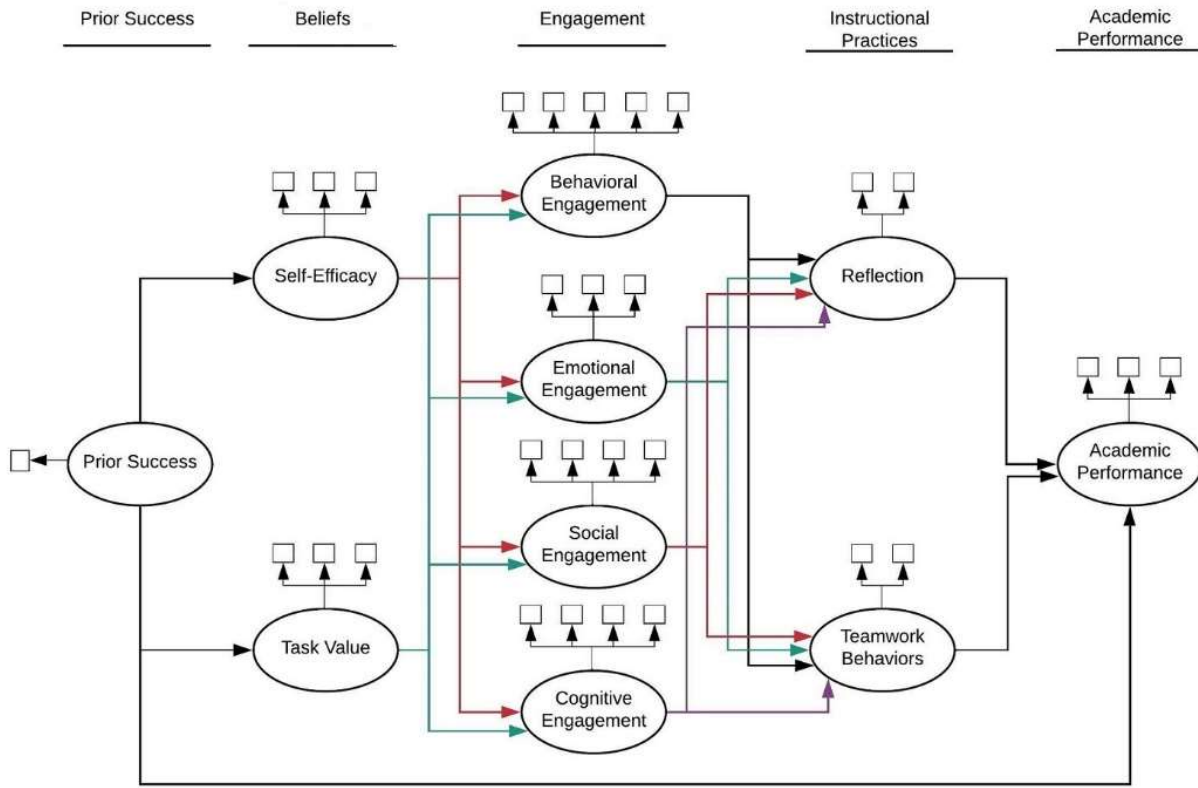 Prior Success
Beliefs
Engagement
Instructional
Practices
Academic
Performance
Behavioral
Engagement
Self-Efficacy
Reflection
Emotional
Engagement
Prior Success
Academic
Performance
Social
Engagement
Task Value
Teamwork
Behaviors
Cognitive
Engagement